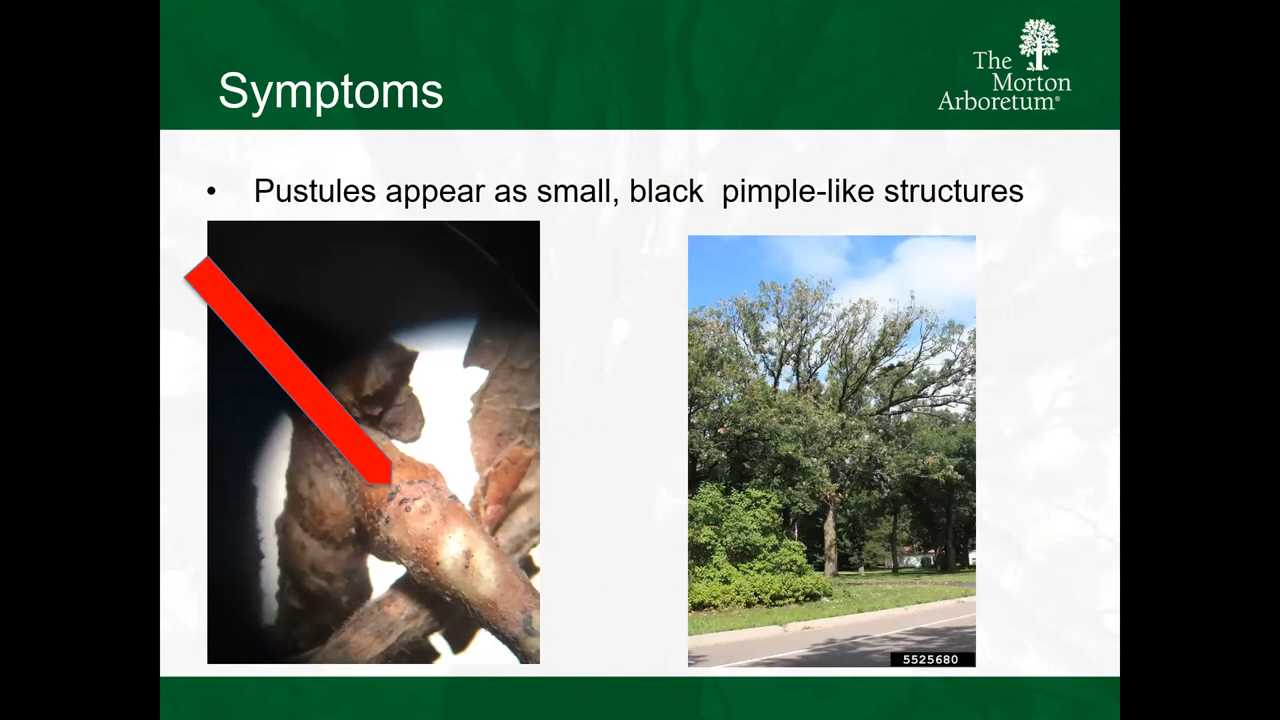 Symptoms
The
Morton
Arboretum®
• Pustules appear as small, black  pimple-like structures
5525680